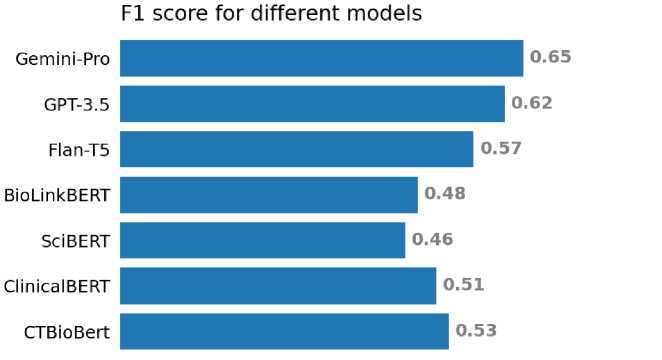 F1 score for different models
Gemini-Pro 0.65
GPT-3.5 0.62
Flan-T5 0.57
BioLinkBERT 0.48
SciBERT 0.46
ClinicalBERT 0.51
CTBioBert 0.53